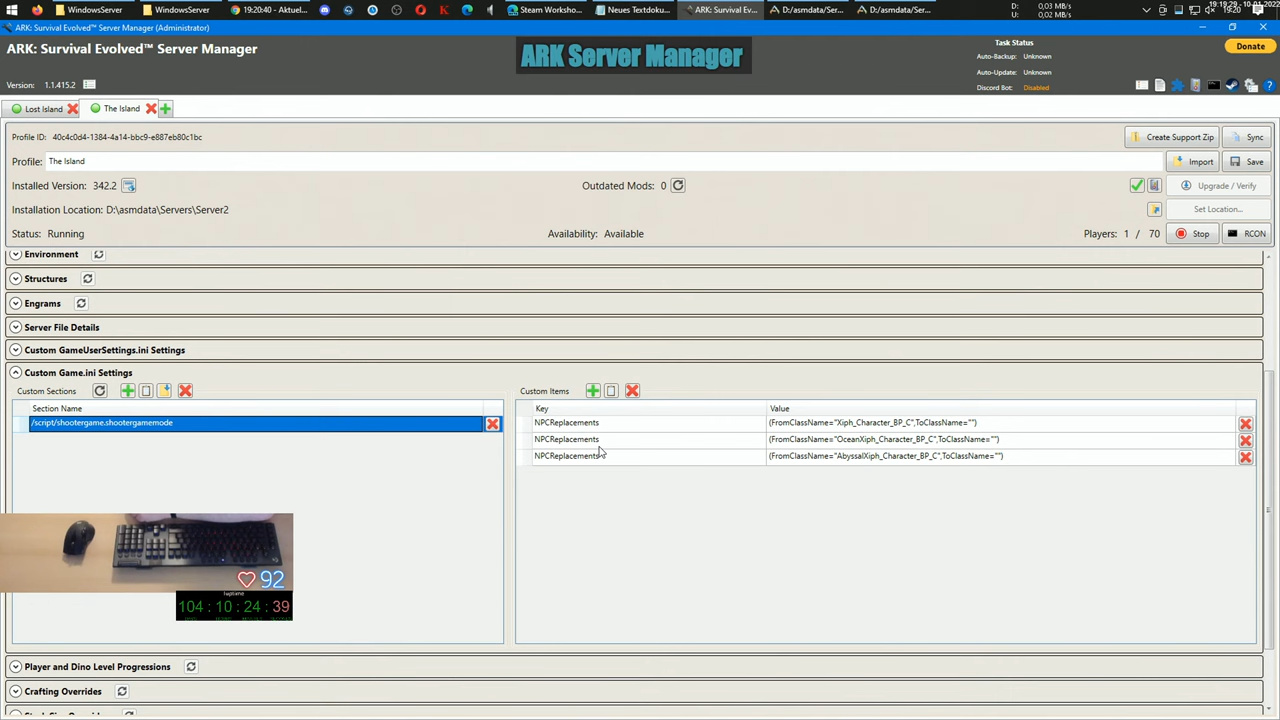 WindowsServer
WindowsServer
19:20:40 - Aktuel...
Steam Worksho...
Neues Textdoku...
ARK: Survival Ev...
D:/asmdata/Ser...
D:/asmdata/Ser...
D: 0,03 MB/s
U: 0,02 MB/s
ARK: Survival Evolved™ Server Manager (Administrator)
ARK: Survival Evolved™ Server Manager
ARK Server Manager
Task Status
Auto-Backup: Unknown
Auto-Update: Unknown
Discord Bot: Disabled
Donate
Version: 1.1.415.2
Lost Island
The Island
Profile ID: 40c4c0d4-1384-4a14-bbc9-e887eb80c1bc
Create Support Zip
Sync
Profile: The Island
Import
Save
Installed Version: 342.2
Outdated Mods: 0
Upgrade / Verify
Installation Location: D:\asmdata\Servers\Server2
Set Location...
Status: Running
Availability: Available
Players: 1 / 70
Stop
RCON
Environment
Structures
Engrams
Server File Details
Custom GameUserSettings.ini Settings
Custom Game.ini Settings
Custom Sections
Custom Items
Section Name
Key Value
/script/shootergame.shootergamemode
NPCReplacements (FromClassName="Xiph_Character_BP_C",ToClassName="")
NPCReplacements (FromClassName="OceanXiph_Character_BP_C",ToClassName="")
NPCReplacements (FromClassName="AbyssalXiph_Character_BP_C",ToClassName="")
92
104 : 10 : 24 : 39
Player and Dino Level Progressions
Crafting Overrides